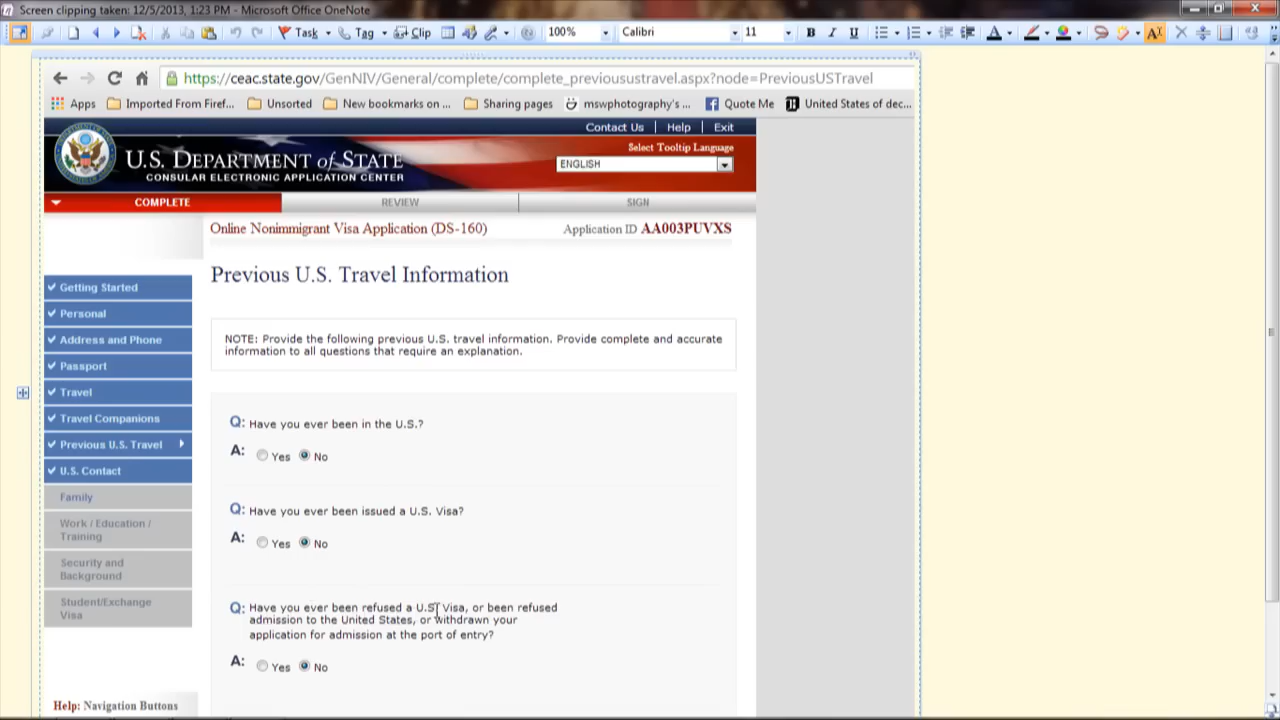 Screen clipping taken: 12/5/2013, 1:23 PM - Microsoft Office OneNote
Task Tag Clip 100% Calibri 11 B I U A A
https://ceac.state.gov/GenNIV/General/complete/complete_previousustravel.aspx?node=PreviousUSTravel
Apps Imported From Firef... Unsorted New bookmarks on ... Sharing pages mswphotography's ... Quote Me United States of dec...
Contact Us | Help | Exit
U.S. DEPARTMENT of STATE
CONSULAR ELECTRONIC APPLICATION CENTER
Select Tooltip Language
ENGLISH
COMPLETE REVIEW SIGN
Online Nonimmigrant Visa Application (DS-160) Application ID AA003PUVXS
Previous U.S. Travel Information
Getting Started
Personal
Address and Phone
Passport
Travel
Travel Companions
Previous U.S. Travel
U.S. Contact
Family
Work / Education /
Training
Security and
Background
Student/Exchange
Visa
Help: Navigation Buttons
NOTE: Provide the following previous U.S. travel information. Provide complete and accurate
information to all questions that require an explanation.
Q: Have you ever been in the U.S.?
A: Yes No
Q: Have you ever been issued a U.S. Visa?
A: Yes No
Q: Have you ever been refused a U.S. Visa, or been refused
admission to the United States, or withdrawn your
application for admission at the port of entry?
A: Yes No